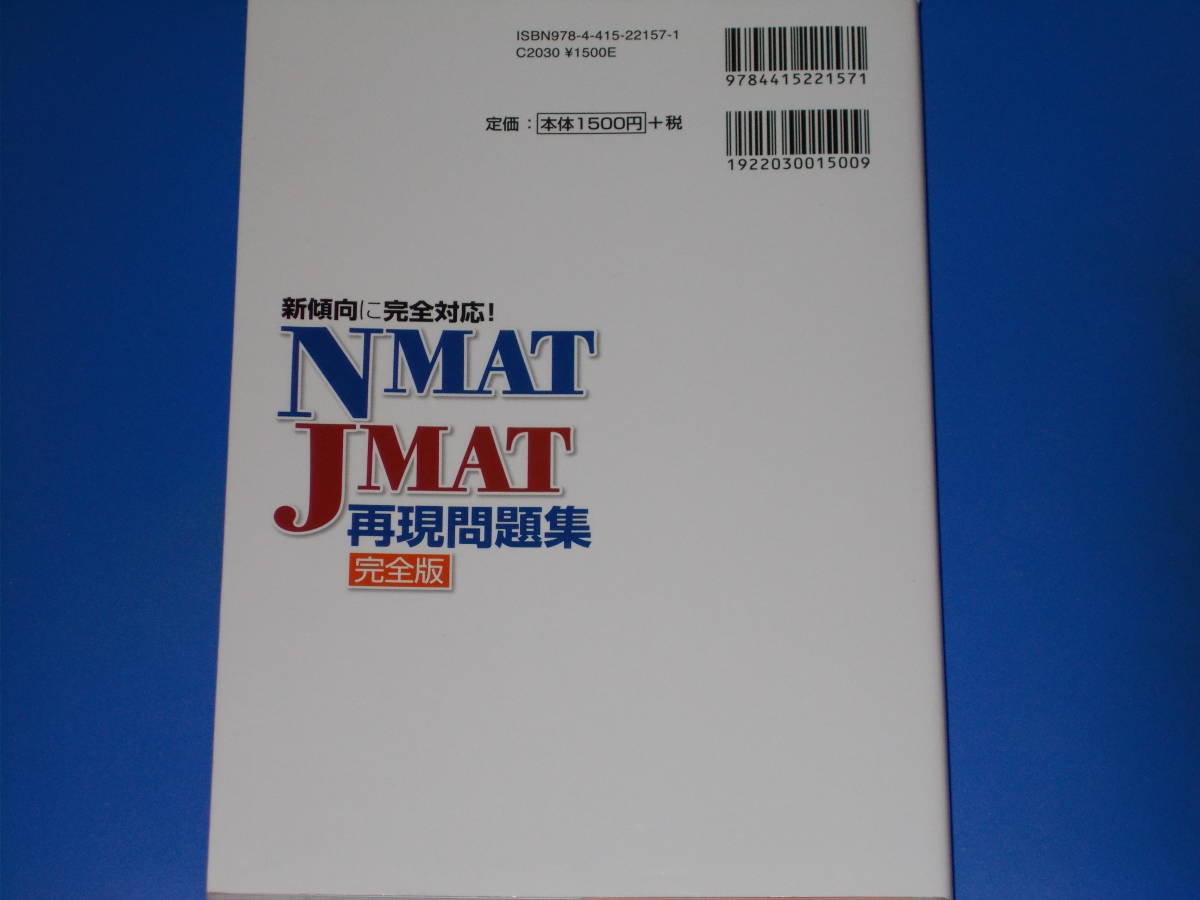 ISBN978-4-415-22157-1
C2030 ¥1500E
9784415221571
定価：本体1500円＋税
1922030015009
新傾向に完全対応！
NMAT
JMAT
再現問題集
完全版